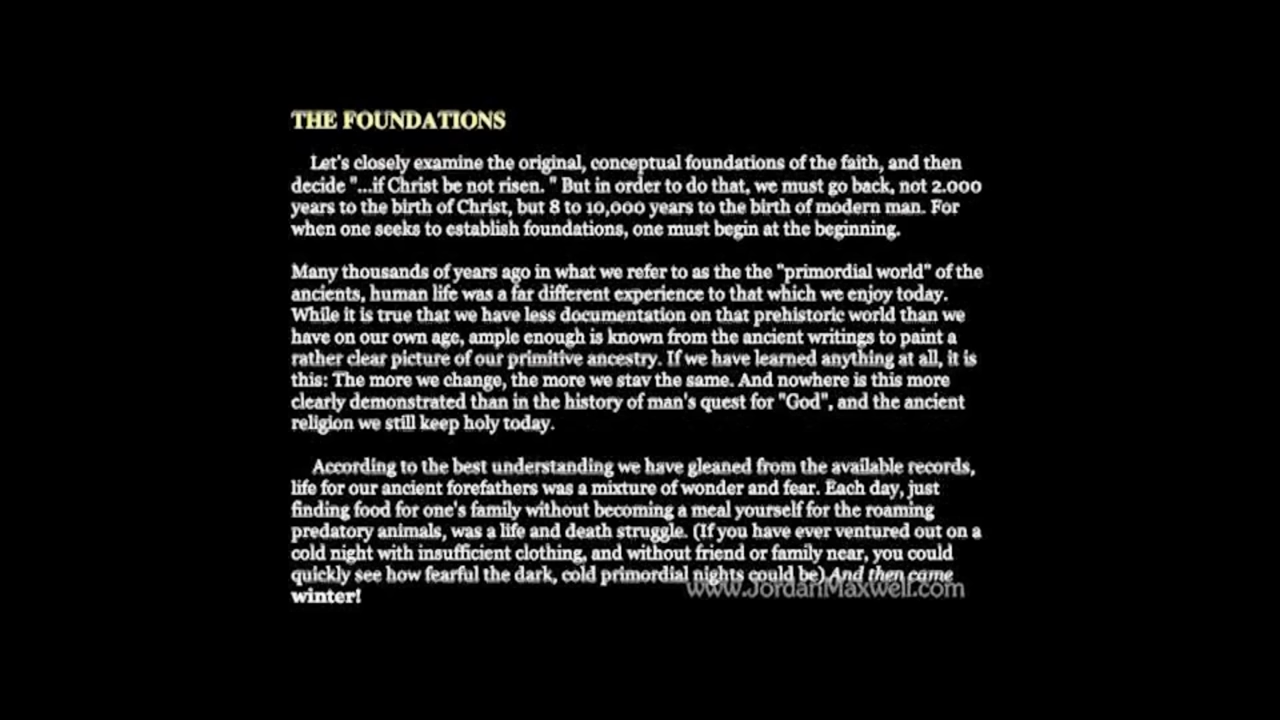 THE FOUNDATIONS
Let's closely examine the original, conceptual foundations of the faith, and then
decide "...if Christ be not risen. " But in order to do that, we must go back, not 2.000
years to the birth of Christ, but 8 to 10,000 years to the birth of modern man. For
when one seeks to establish foundations, one must begin at the beginning.
Many thousands of years ago in what we refer to as the the "primordial world" of the
ancients, human life was a far different experience to that which we enjoy today.
While it is true that we have less documentation on that prehistoric world than we
have on our own age, ample enough is known from the ancient writings to paint a
rather clear picture of our primitive ancestry. If we have learned anything at all, it is
this: The more we change, the more we stay the same. And nowhere is this more
clearly demonstrated than in the history of man's quest for "God", and the ancient
religion we still keep holy today.
According to the best understanding we have gleaned from the available records,
life for our ancient forefathers was a mixture of wonder and fear. Each day, just
finding food for one's family without becoming a meal yourself for the roaming
predatory animals, was a life and death struggle. (If you have ever ventured out on a
cold night with insufficient clothing, and without friend or family near, you could
quickly see how fearful the dark, cold primordial nights could be) And then came
winter!
www.JordanMaxwell.com